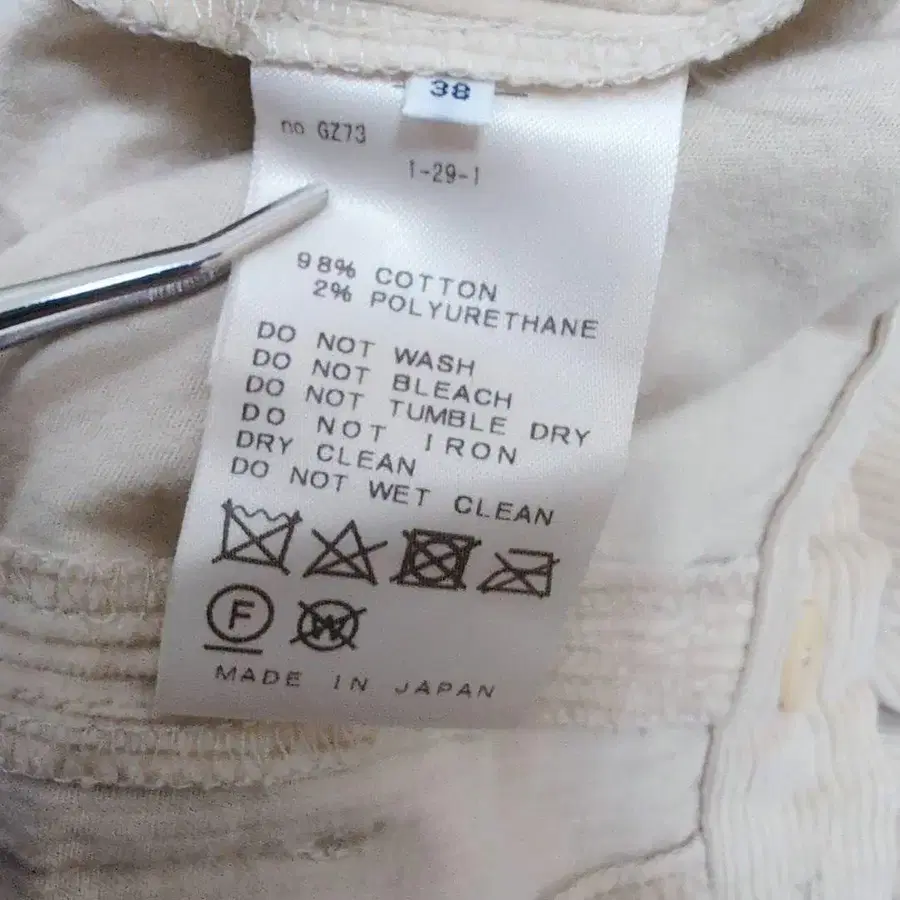 38
no GZ73
1-29-1
98% COTTON
2% POLYURETHANE
DO NOT WASH
DO NOT BLEACH
DO NOT TUMBLE DRY
DO NOT IRON
DRY CLEAN
DO NOT WET CLEAN
F W
MADE IN JAPAN